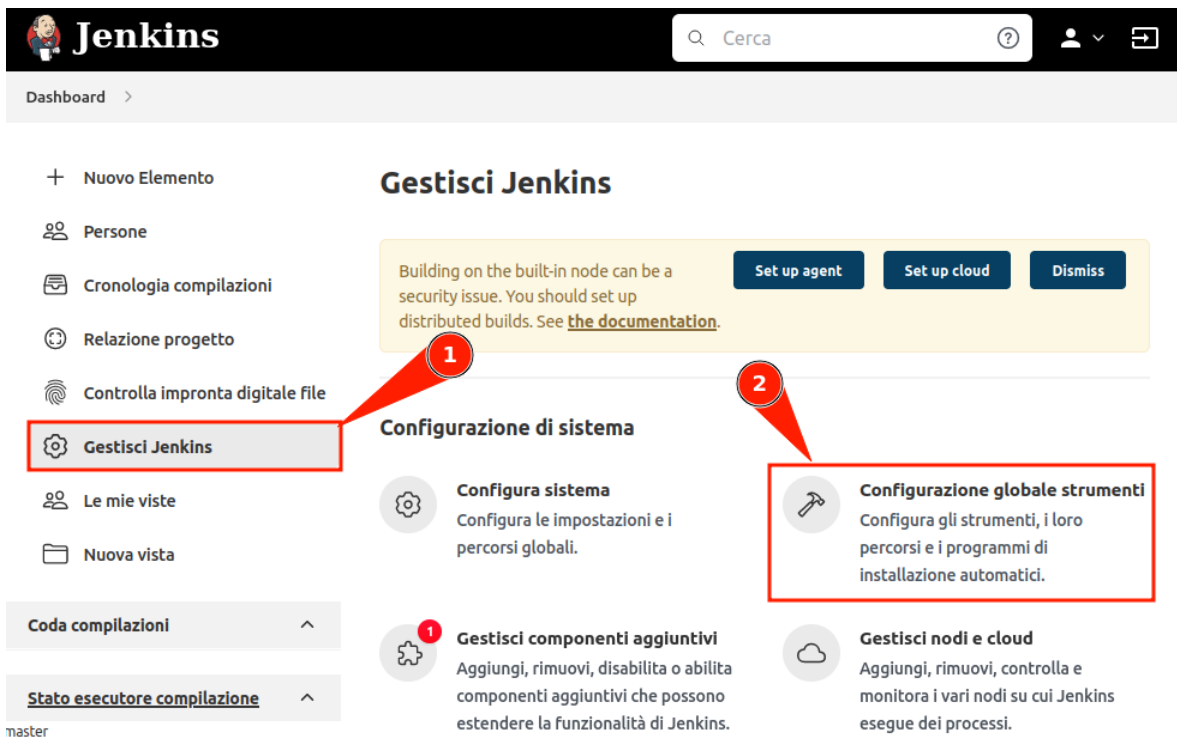 Jenkins
Cerca
Dashboard
Nuovo Elemento
Persone
Cronologia compilazioni
Relazione progetto
Controlla impronta digitale file
Gestisci Jenkins
Le mie viste
Nuova vista
Coda compilazioni
Stato esecutore compilazione
master
Gestisci Jenkins
Building on the built-in node can be a
security issue. You should set up
distributed builds. See the documentation.
Set up agent
Set up cloud
Dismiss
1
2
Configurazione di sistema
Configura sistema
Configura le impostazioni e i
percorsi globali.
Configurazione globale strumenti
Configura gli strumenti, i loro
percorsi e i programmi di
installazione automatici.
1
Gestisci componenti aggiuntivi
Aggiungi, rimuovi, disabilita o abilita
componenti aggiuntivi che possono
estendere la funzionalità di Jenkins.
Gestisci nodi e cloud
Aggiungi, rimuovi, controlla e
monitora i vari nodi su cui Jenkins
esegue dei processi.